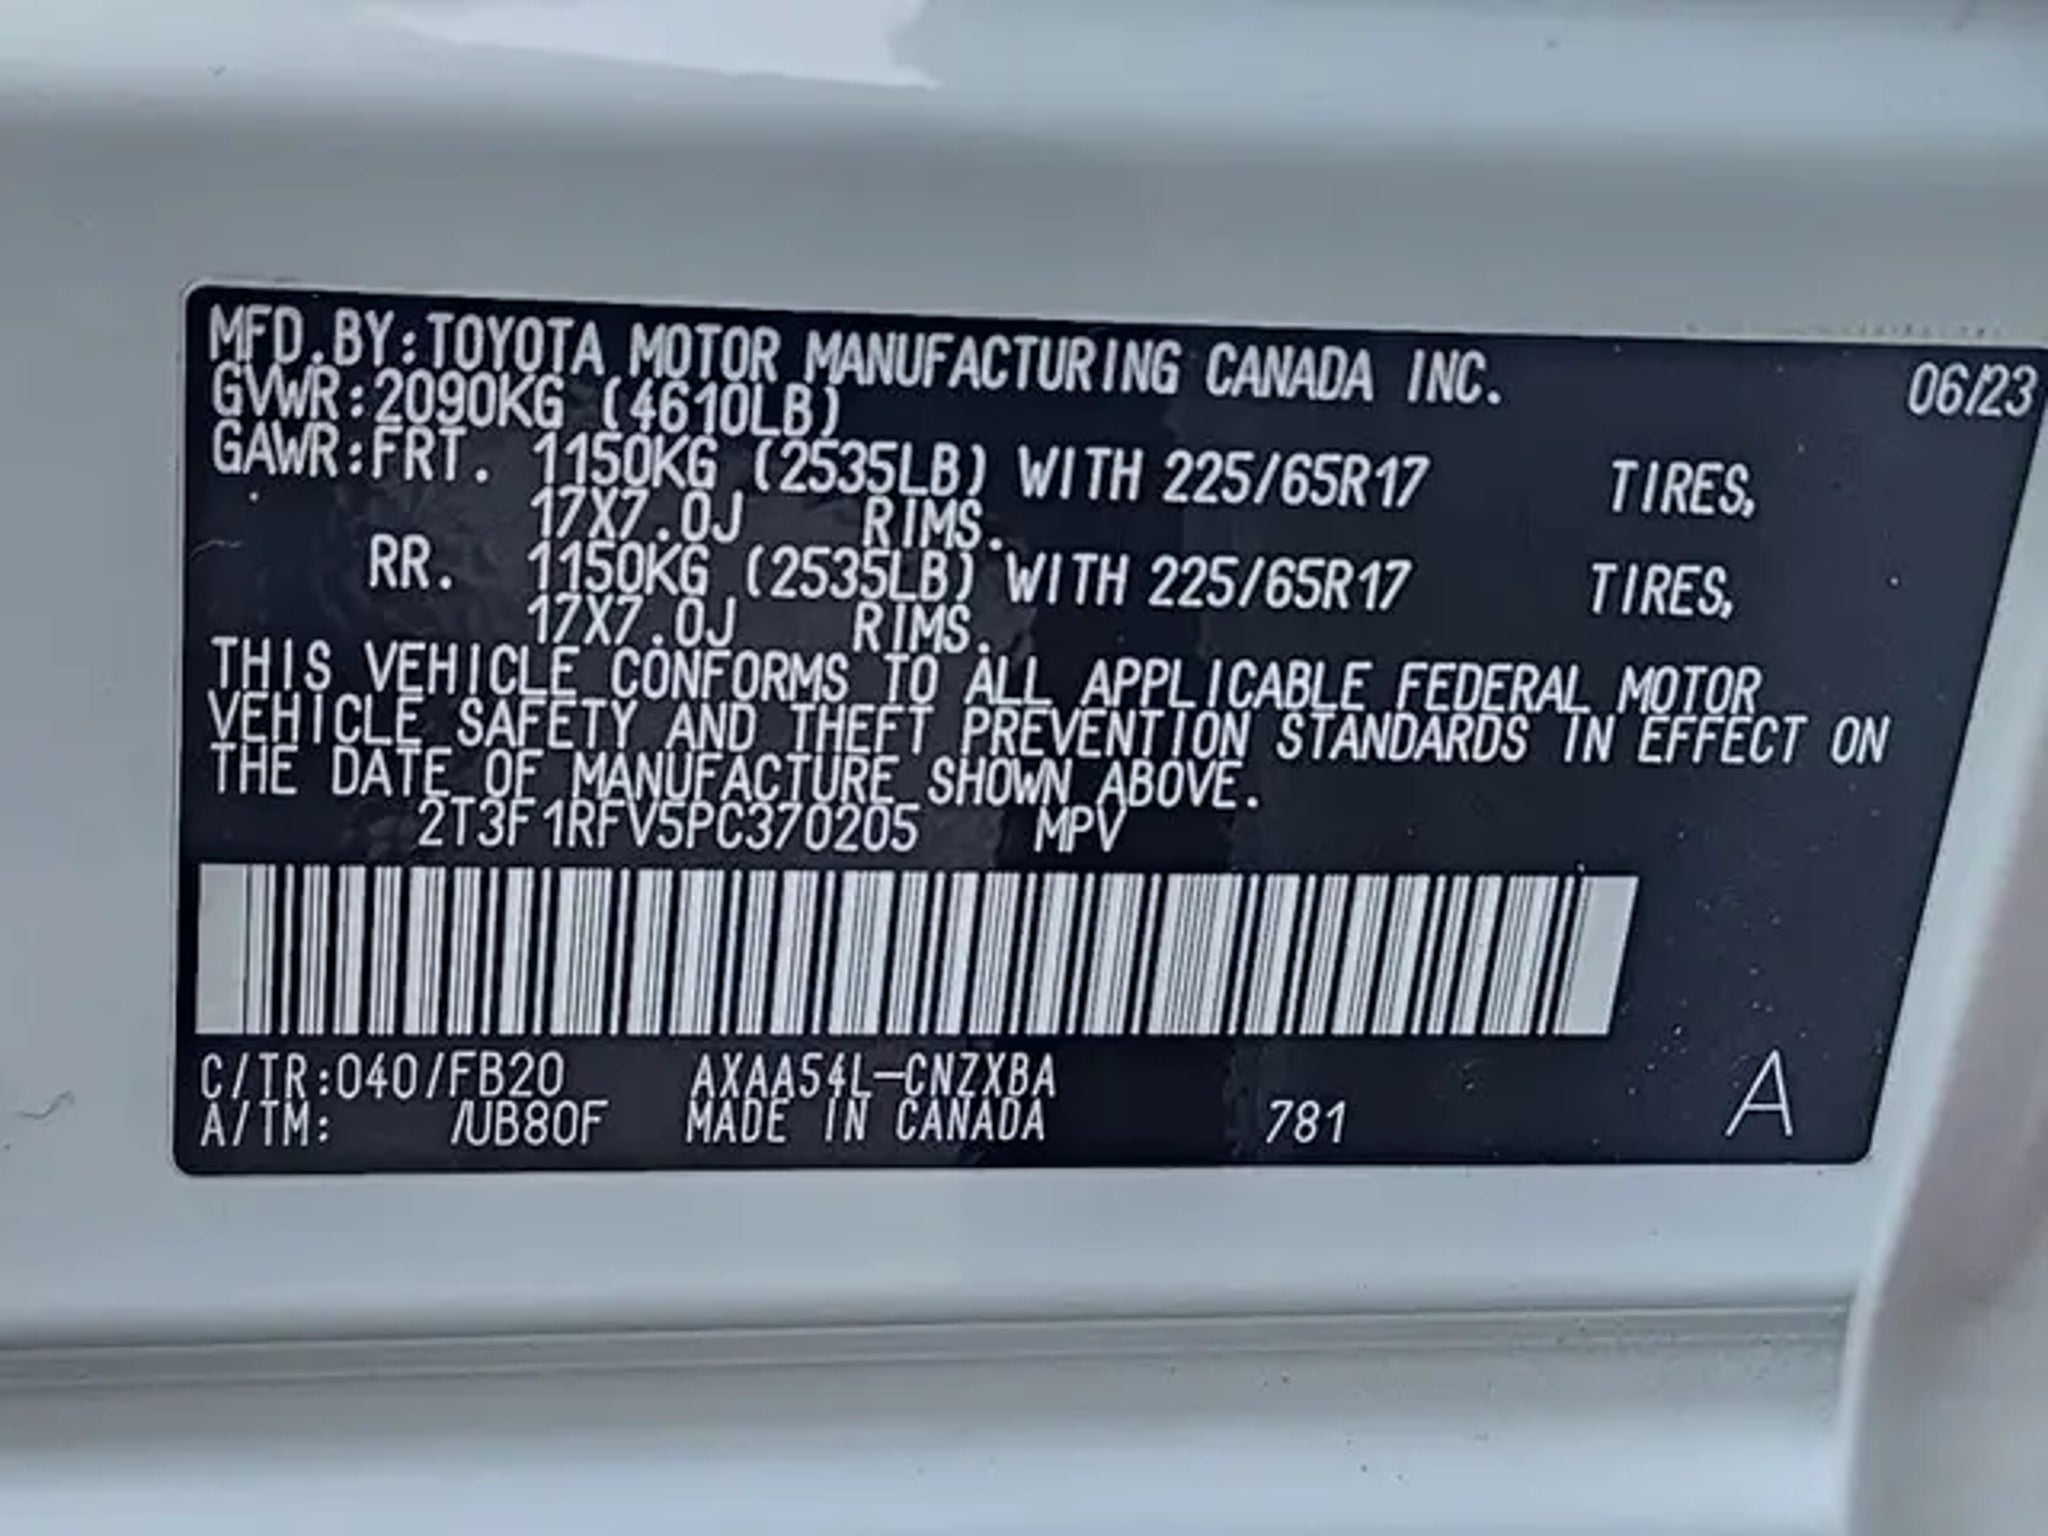 MFD.BY:TOYOTA MOTOR MANUFACTURING CANADA INC. 06/23
GVWR:2090KG (4610LB)
GAWR:FRT. 1150KG (2535LB) WITH 225/65R17 TIRES,
17X7.0J RIMS.
RR. 1150KG (2535LB) WITH 225/65R17 TIRES,
17X7.0J RIMS.
THIS VEHICLE CONFORMS TO ALL APPLICABLE FEDERAL MOTOR
VEHICLE SAFETY AND THEFT PREVENTION STANDARDS IN EFFECT ON
THE DATE OF MANUFACTURE SHOWN ABOVE.
2T3F1RFV5PC370205 MPV
C/TR:040/FB20 AXAA54L-CNZXBA
A/TM: /UB80F MADE IN CANADA 781 A